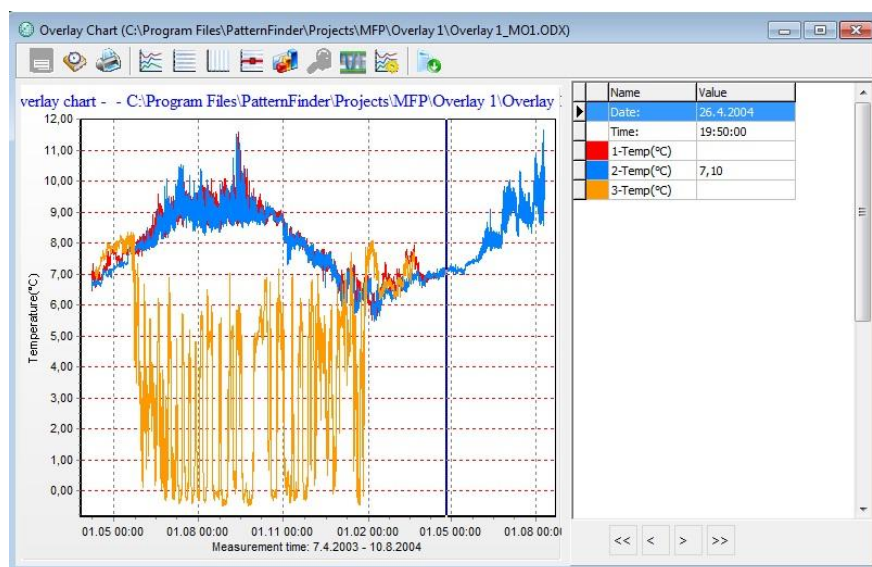 Overlay Chart (C:\Program Files\PatternFinder\Projects\MFP\Overlay 1\Overlay 1_MO1.ODX)
verlay chart - - C:\Program Files\PatternFinder\Projects\MFP\Overlay 1\Overlay
12,00
11,00
10,00
9,00
8,00
7,00
6,00
5,00
4,00
3,00
2,00
1,00
0,00
Temperature(°C)
01.05 00:00 01.08 00:00 01.11 00:00 01.02 00:00 01.05 00:00 01.08 00:0
Measurement time: 7.4.2003 - 10.8.2004
Name Value
Date: 26.4.2004
Time: 19:50:00
1-Temp(°C)
2-Temp(°C) 7,10
3-Temp(°C)
<< < > >>